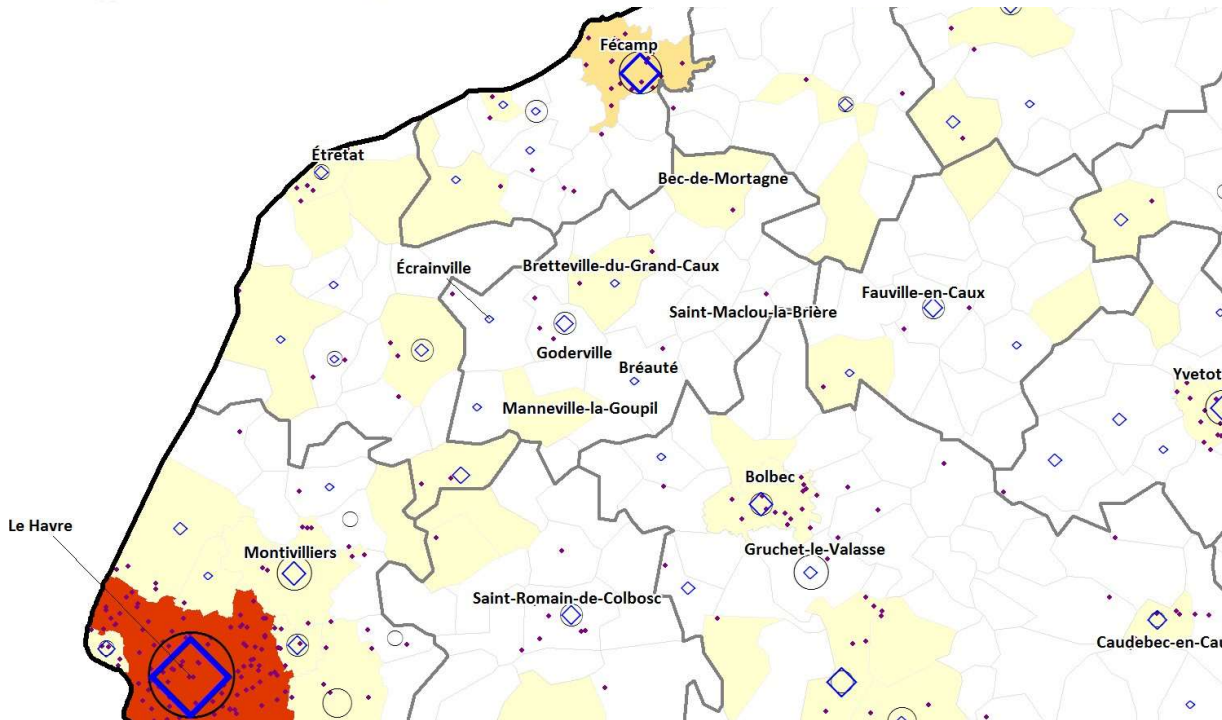 Fécamp
Étretat
Bec-de-Mortagne
Écrainville
Bretteville-du-Grand-Caux
Fauville-en-Caux
Saint-Maclou-la-Brière
Goderville
Bréauté
Yvetot
Manneville-la-Goupil
Bolbec
Le Havre
Montivilliers
Gruchet-le-Valasse
Saint-Romain-de-Colbosc
Caudebec-en-Cau